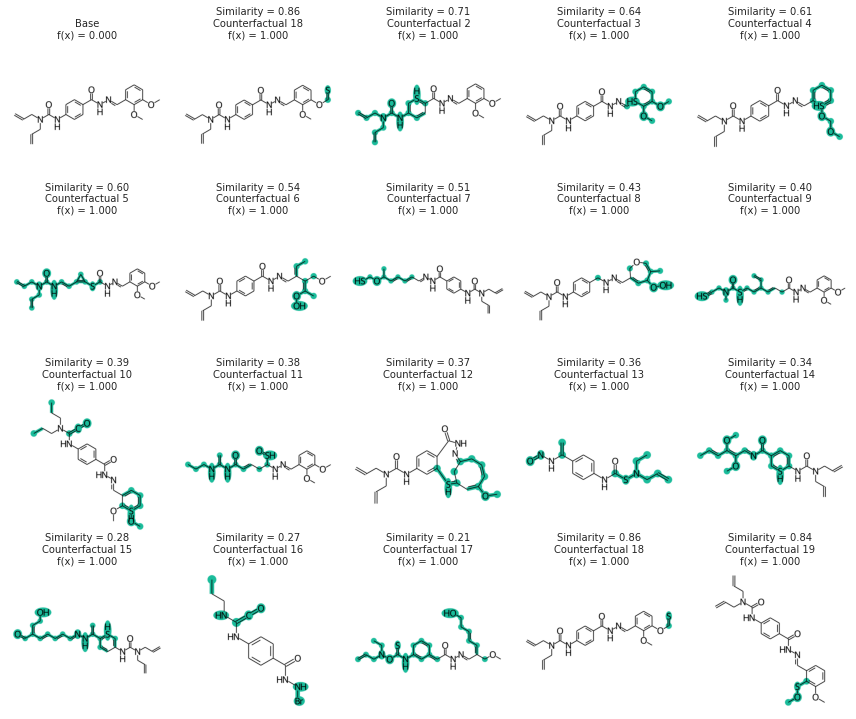 Base
f(x) = 0.000
Similarity = 0.86
Counterfactual 18
f(x) = 1.000
Similarity = 0.71
Counterfactual 2
f(x) = 1.000
Similarity = 0.64
Counterfactual 3
f(x) = 1.000
Similarity = 0.61
Counterfactual 4
f(x) = 1.000
Similarity = 0.60
Counterfactual 5
f(x) = 1.000
Similarity = 0.54
Counterfactual 6
f(x) = 1.000
Similarity = 0.51
Counterfactual 7
f(x) = 1.000
Similarity = 0.43
Counterfactual 8
f(x) = 1.000
Similarity = 0.40
Counterfactual 9
f(x) = 1.000
Similarity = 0.39
Counterfactual 10
f(x) = 1.000
Similarity = 0.38
Counterfactual 11
f(x) = 1.000
Similarity = 0.37
Counterfactual 12
f(x) = 1.000
Similarity = 0.36
Counterfactual 13
f(x) = 1.000
Similarity = 0.34
Counterfactual 14
f(x) = 1.000
Similarity = 0.28
Counterfactual 15
f(x) = 1.000
Similarity = 0.27
Counterfactual 16
f(x) = 1.000
Similarity = 0.21
Counterfactual 17
f(x) = 1.000
Similarity = 0.86
Counterfactual 18
f(x) = 1.000
Similarity = 0.84
Counterfactual 19
f(x) = 1.000